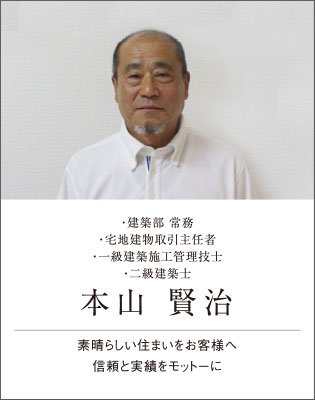 ・建築部 常務
・宅地建物取引主任者
・一級建築施工管理技士
・二級建築士
本山 賢治
素晴らしい住まいをお客様へ
信頼と実績をモットーに